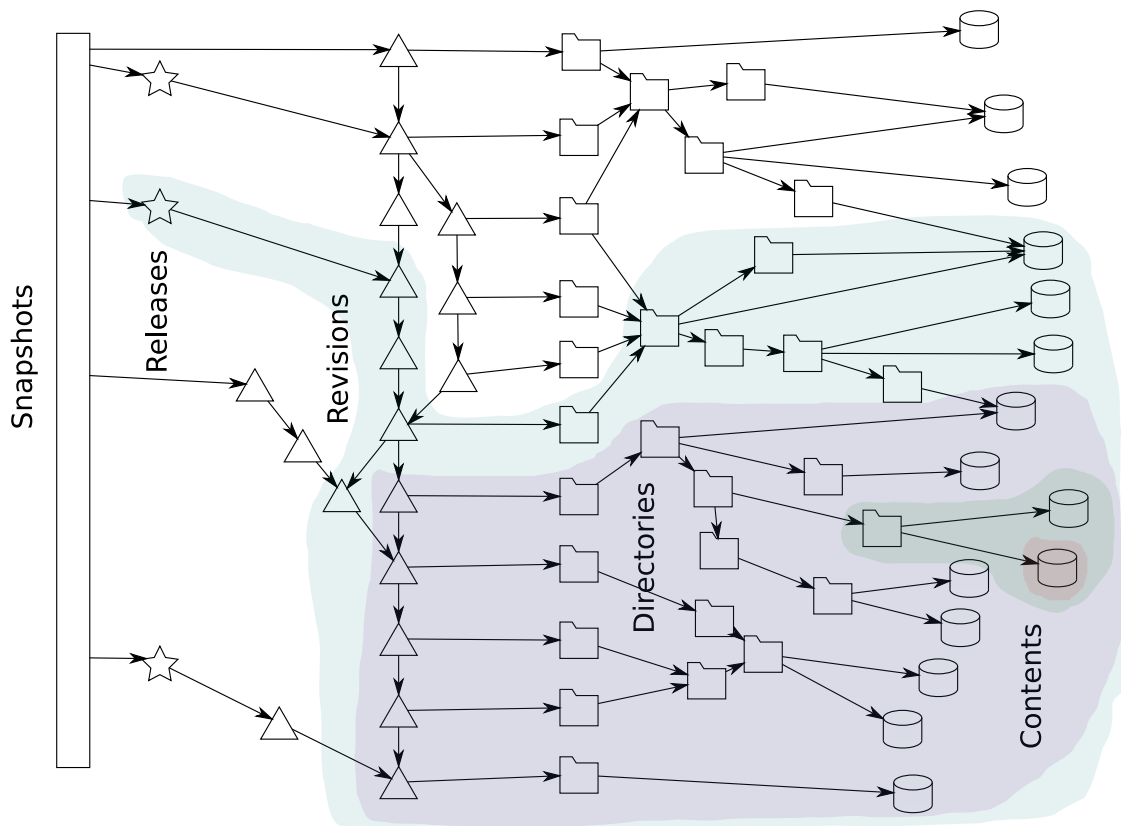 Snapshots
Releases
Revisions
Directories
Contents